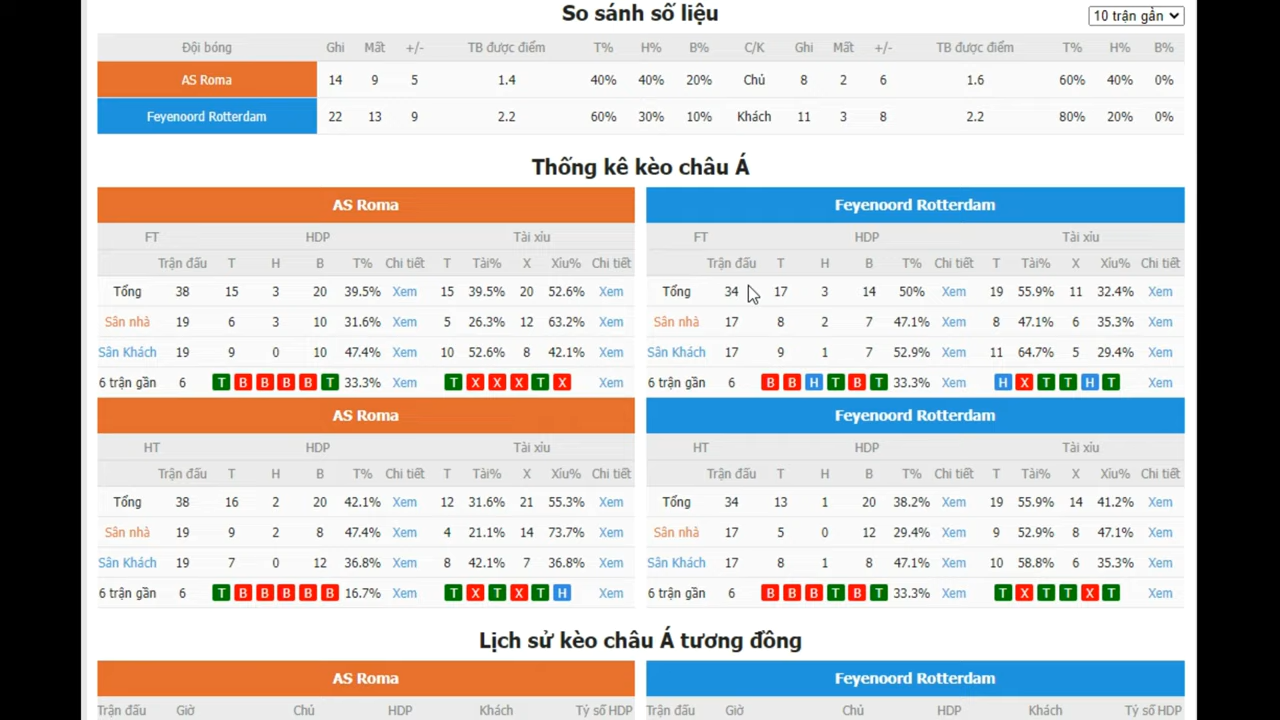 So sánh số liệu
10 trận gần
Đội bóng Ghi Mất +/- TB được điểm T% H% B% C/K Ghi Mất +/- TB được điểm T% H% B%
AS Roma 14 9 5 1.4 40% 40% 20% Chủ 8 2 6 1.6 60% 40% 0%
Feyenoord Rotterdam 22 13 9 2.2 60% 30% 10% Khách 11 3 8 2.2 80% 20% 0%
Thống kê kèo châu Á
AS Roma Feyenoord Rotterdam
FT HDP Tài xỉu FT HDP Tài xỉu
Trận đấu T H B T% Chi tiết T Tài% X Xỉu% Chi tiết Trận đấu T H B T% Chi tiết T Tài% X Xỉu% Chi tiết
Tổng 38 15 3 20 39.5% Xem 15 39.5% 20 52.6% Xem Tổng 34 17 3 14 50% Xem 19 55.9% 11 32.4% Xem
Sân nhà 19 6 3 10 31.6% Xem 5 26.3% 12 63.2% Xem Sân nhà 17 8 2 7 47.1% Xem 8 47.1% 6 35.3% Xem
Sân Khách 19 9 0 10 47.4% Xem 10 52.6% 8 42.1% Xem Sân Khách 17 9 1 7 52.9% Xem 11 64.7% 5 29.4% Xem
6 trận gần 6 T B B B B T 33.3% Xem T X X X T X Xem 6 trận gần 6 B B H T B T 33.3% Xem H X T T H T Xem
AS Roma Feyenoord Rotterdam
HT HDP Tài xỉu HT HDP Tài xỉu
Trận đấu T H B T% Chi tiết T Tài% X Xỉu% Chi tiết Trận đấu T H B T% Chi tiết T Tài% X Xỉu% Chi tiết
Tổng 38 16 2 20 42.1% Xem 12 31.6% 21 55.3% Xem Tổng 34 13 1 20 38.2% Xem 19 55.9% 14 41.2% Xem
Sân nhà 19 9 2 8 47.4% Xem 4 21.1% 14 73.7% Xem Sân nhà 17 5 0 12 29.4% Xem 9 52.9% 8 47.1% Xem
Sân Khách 19 7 0 12 36.8% Xem 8 42.1% 7 36.8% Xem Sân Khách 17 8 1 8 47.1% Xem 10 58.8% 6 35.3% Xem
6 trận gần 6 T B B B B B 16.7% Xem T X T X T H Xem 6 trận gần 6 B B B T B T 33.3% Xem T X T T X T Xem
Lịch sử kèo châu Á tương đồng
AS Roma Feyenoord Rotterdam
Trận đấu Giờ Chủ HDP Khách Tỷ số HDP Trận đấu Giờ Chủ HDP Khách Tỷ số HDP